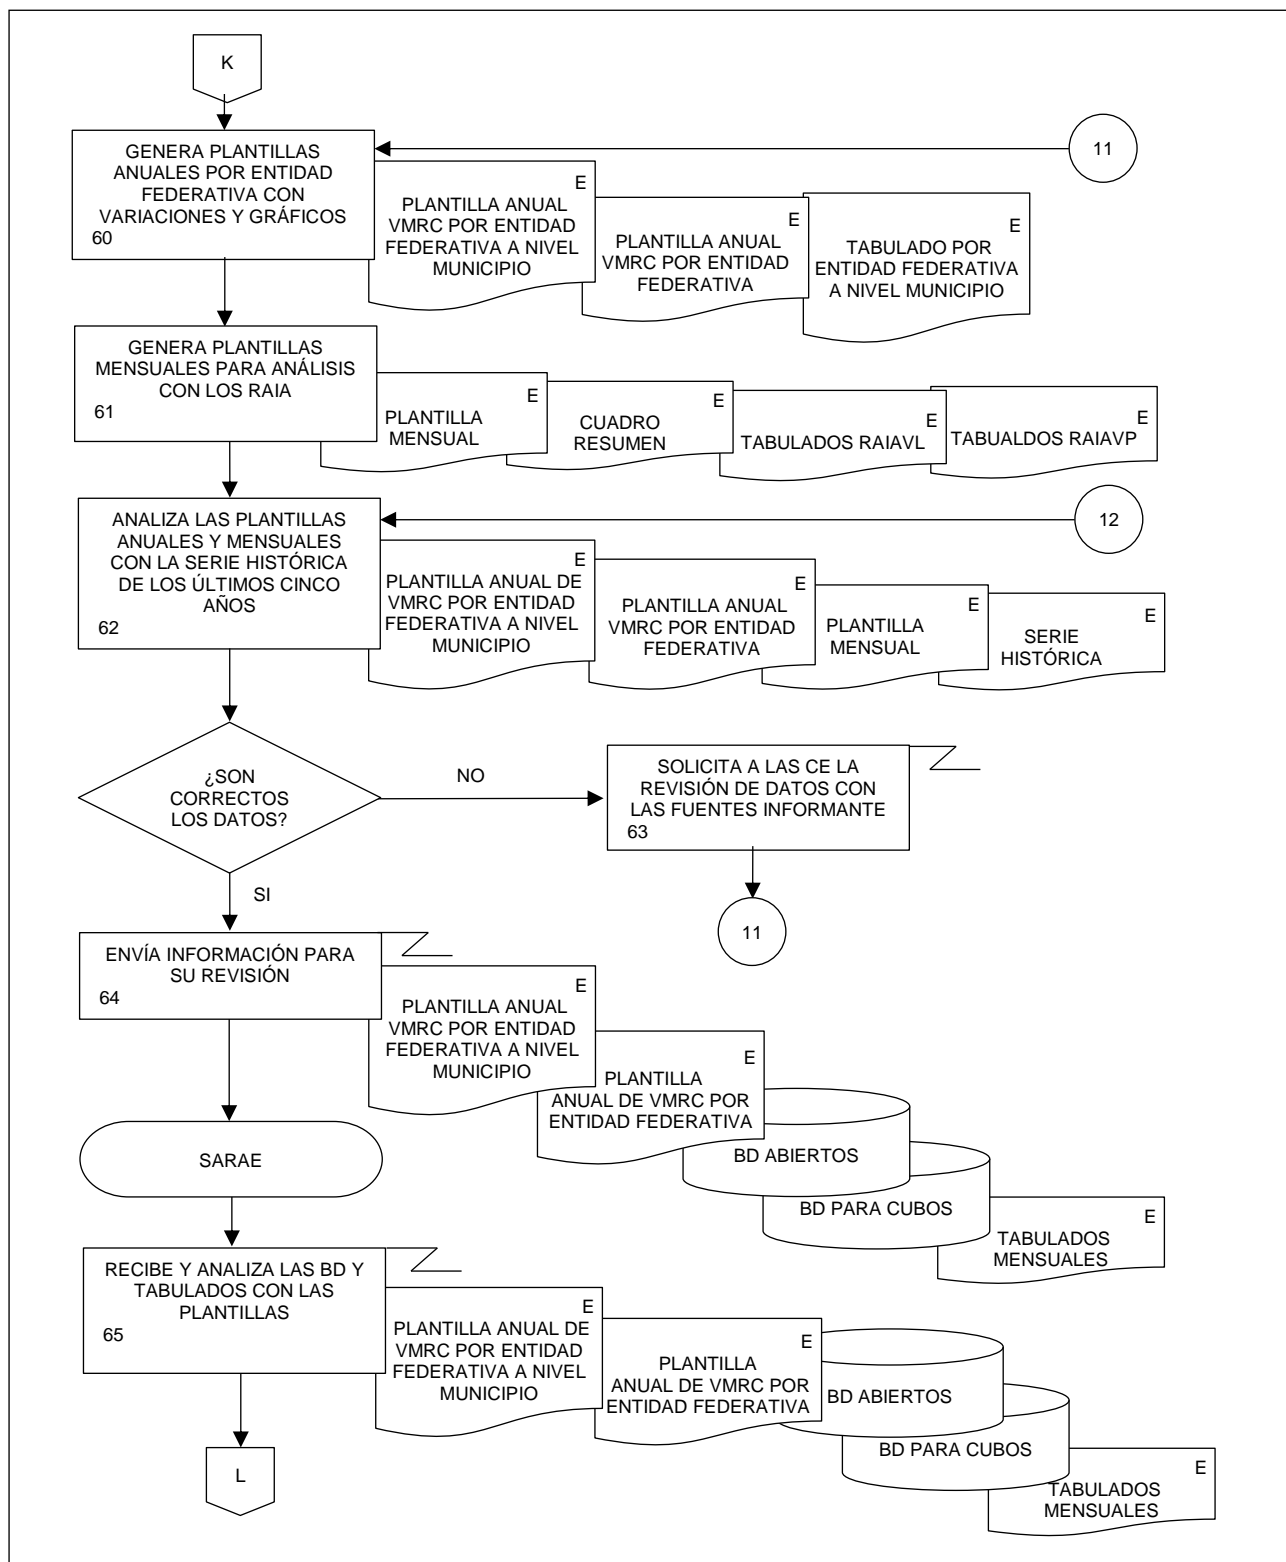 K
GENERA PLANTILLAS
ANUALES POR ENTIDAD
FEDERATIVA CON
VARIACIONES Y GRÁFICOS
60
11
E
PLANTILLA ANUAL
VMRC POR ENTIDAD
FEDERATIVA A NIVEL
MUNICIPIO
E
PLANTILLA ANUAL
VMRC POR ENTIDAD
FEDERATIVA
E
TABULADO POR
ENTIDAD FEDERATIVA
A NIVEL MUNICIPIO
GENERA PLANTILLAS
MENSUALES PARA ANÁLISIS
CON LOS RAIA
61
E
PLANTILLA
MENSUAL
E
CUADRO
RESUMEN
E
TABULADOS RAIAVL
E
TABUALDOS RAIAVP
ANALIZA LAS PLANTILLAS
ANUALES Y MENSUALES
CON LA SERIE HISTÓRICA
DE LOS ÚLTIMOS CINCO
AÑOS
62
12
E
PLANTILLA ANUAL DE
VMRC POR ENTIDAD
FEDERATIVA A NIVEL
MUNICIPIO
E
PLANTILLA ANUAL
VMRC POR ENTIDAD
FEDERATIVA
E
PLANTILLA
MENSUAL
E
SERIE
HISTÓRICA
¿SON
CORRECTOS
LOS DATOS?
NO
SOLICITA A LAS CE LA
REVISIÓN DE DATOS CON
LAS FUENTES INFORMANTE
63
11
SI
ENVÍA INFORMACIÓN PARA
SU REVISIÓN
64
E
PLANTILLA ANUAL
VMRC POR ENTIDAD
FEDERATIVA A NIVEL
MUNICIPIO
E
PLANTILLA
ANUAL DE VMRC POR
ENTIDAD FEDERATIVA
BD ABIERTOS
BD PARA CUBOS
E
TABULADOS
MENSUALES
SARAE
RECIBE Y ANALIZA LAS BD Y
TABULADOS CON LAS
PLANTILLAS
65
E
PLANTILLA ANUAL DE
VMRC POR ENTIDAD
FEDERATIVA A NIVEL
MUNICIPIO
E
PLANTILLA
ANUAL DE VMRC POR
ENTIDAD FEDERATIVA
BD ABIERTOS
BD PARA CUBOS
E
TABULADOS
MENSUALES
L